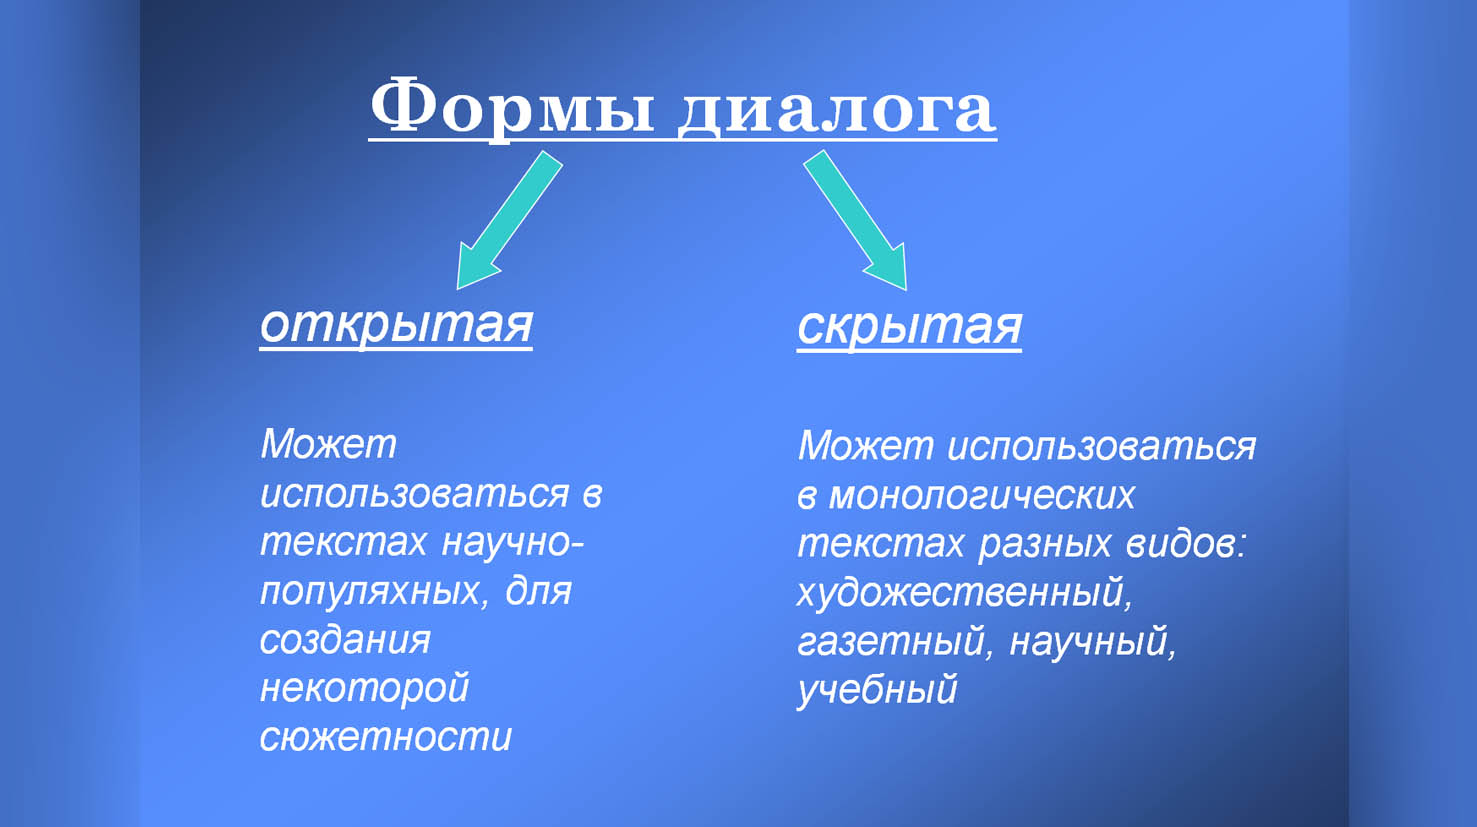 Формы диалога
открытая
скрытая
Может
использоваться в
текстах научно-
популяхных, для
создания
некоторой
сюжетности
Может использоваться
в монологических
текстах разных видов:
художественный,
газетный, научный,
учебный